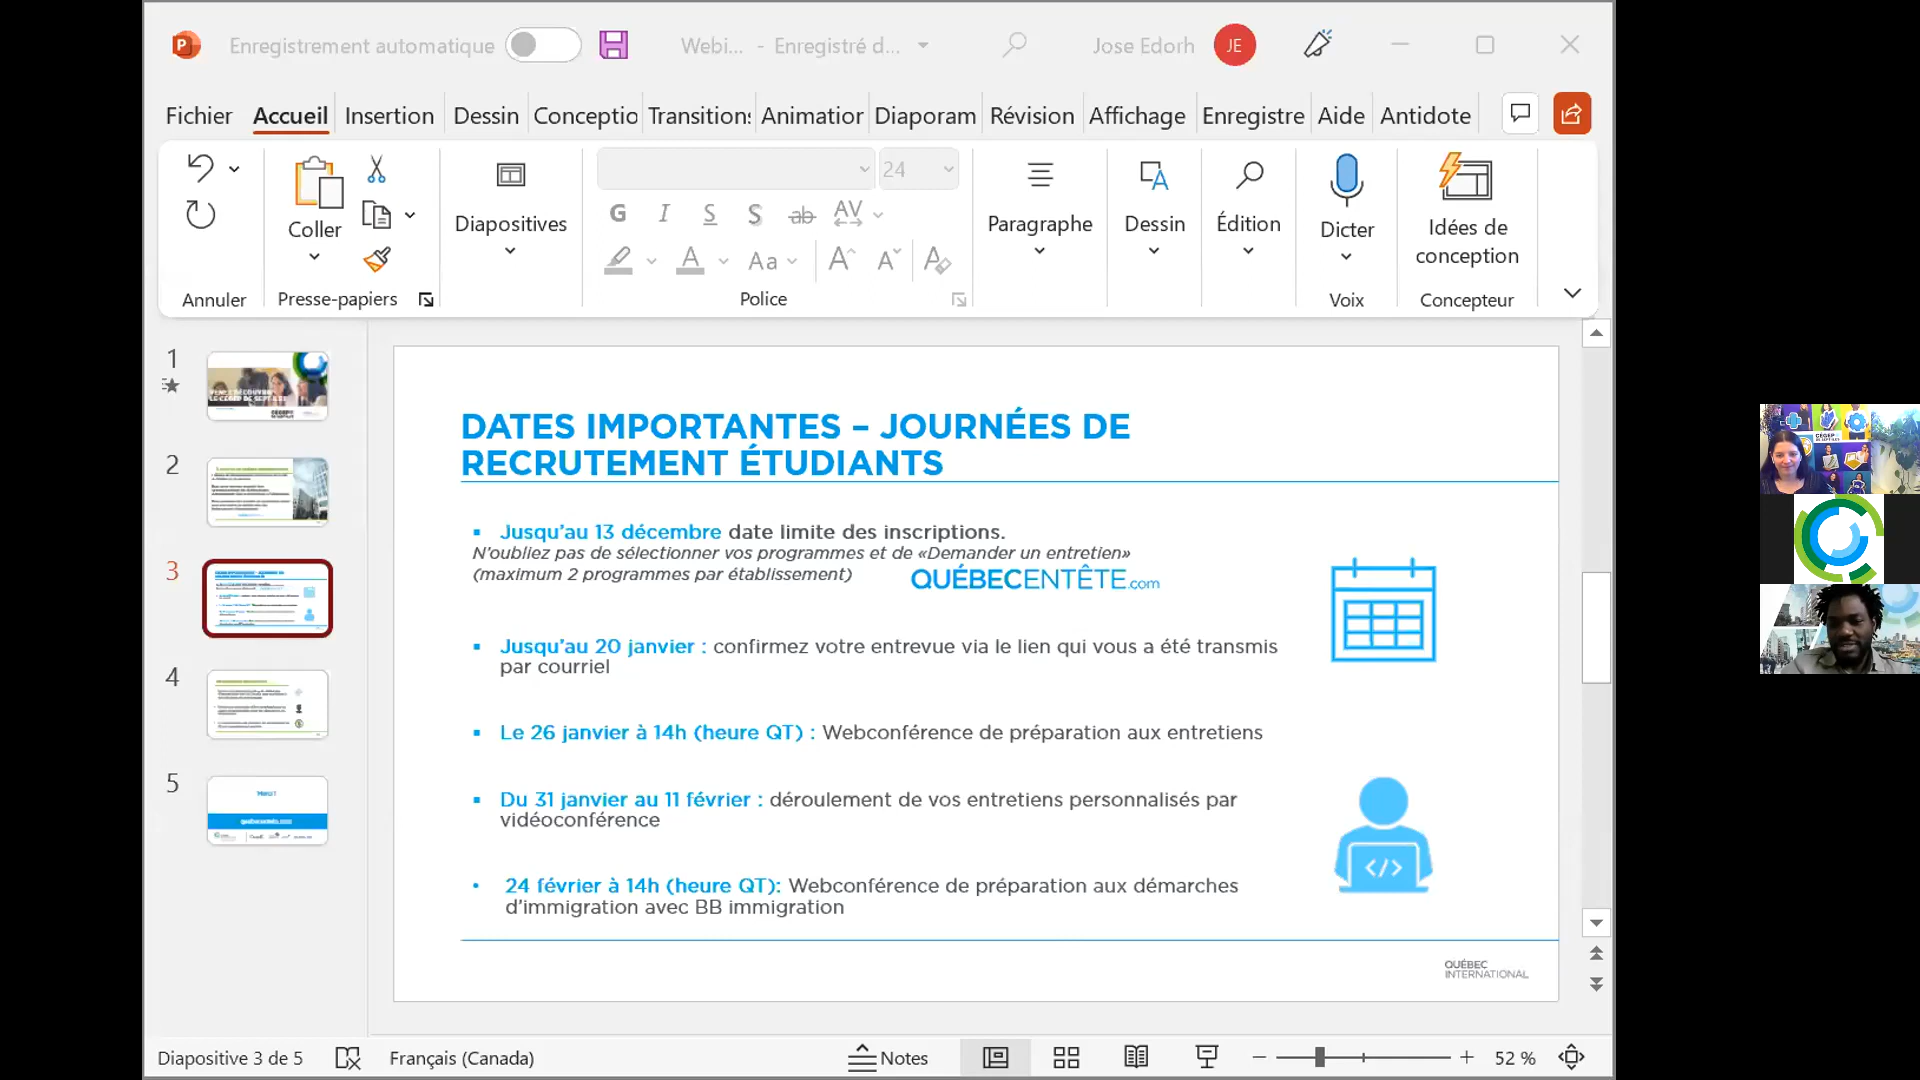 Enregistrement automatique
Webi... - Enregistré d...
Jose Edorh
JE
Fichier
Accueil
Insertion
Dessin
Conceptio
Transitions
Animation
Diaporam
Révision
Affichage
Enregistre
Aide
Antidote
Coller
Diapositives
24
G I S S ab AV
A Aa A A A
Paragraphe
Dessin
Édition
Dicter
Idées de
conception
Annuler
Presse-papiers
Police
Voix
Concepteur
1
2
3
4
5
DATES IMPORTANTES – JOURNÉES DE
RECRUTEMENT ÉTUDIANTS
▪ Jusqu'au 13 décembre date limite des inscriptions.
N'oubliez pas de sélectionner vos programmes et de «Demander un entretien»
(maximum 2 programmes par établissement)
QUÉBECENTÊTE.com
▪ Jusqu'au 20 janvier : confirmez votre entrevue via le lien qui vous a été transmis
par courriel
▪ Le 26 janvier à 14h (heure QT) : Webconférence de préparation aux entretiens
▪ Du 31 janvier au 11 février : déroulement de vos entretiens personnalisés par
vidéoconférence
• 24 février à 14h (heure QT): Webconférence de préparation aux démarches
d'immigration avec BB immigration
QUÉBEC
INTERNATIONAL
Diapositive 3 de 5
Français (Canada)
Notes
52 %